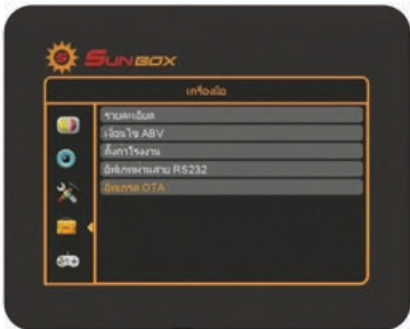 SUNBOX
เครื่องมือ
รายละเอียด
เงื่อนไข ABV
ตั้งค่าโรงงาน
อัพเกรดผ่านสาย RS232
อัพเกรด OTA